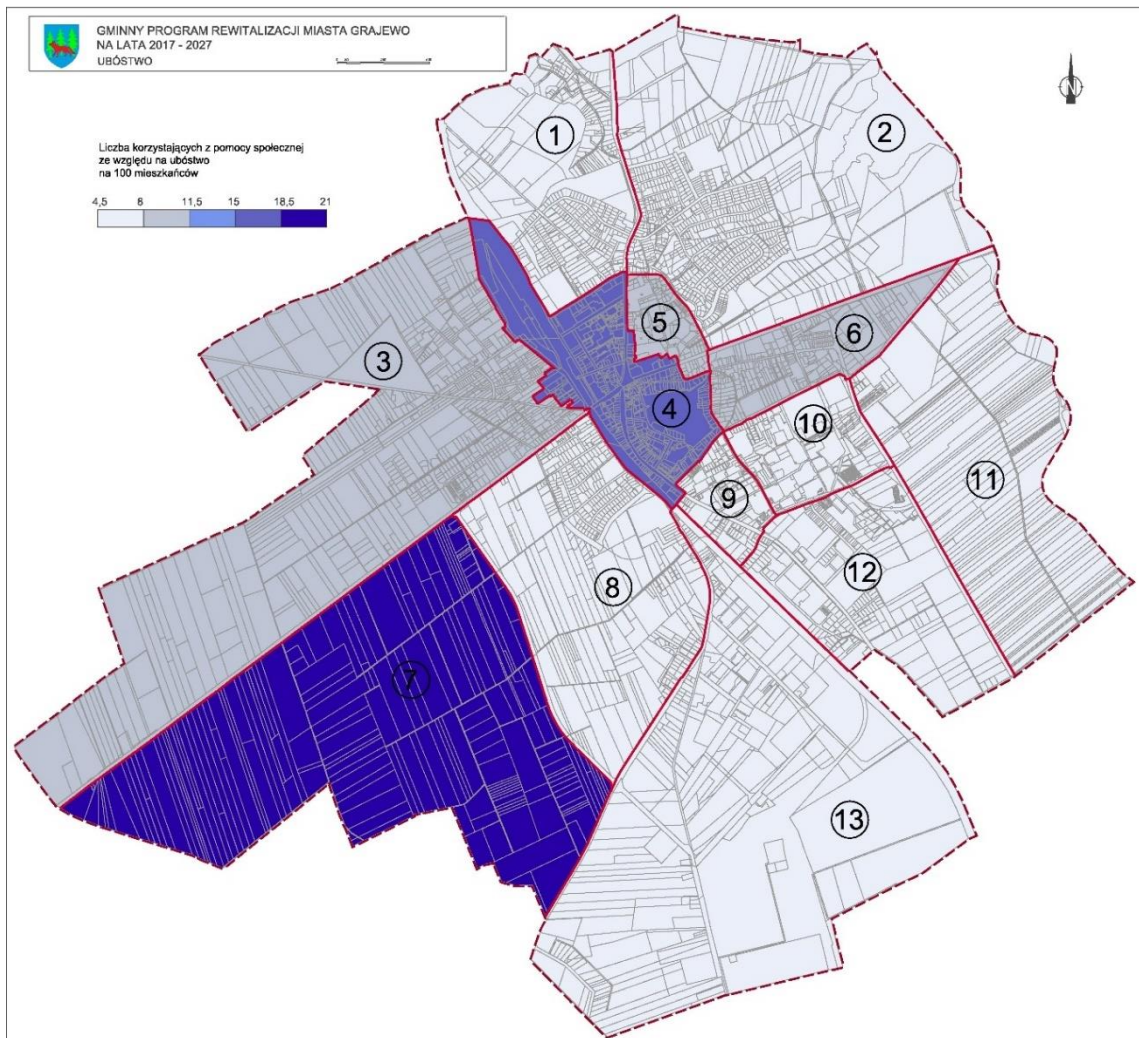 GMINNY PROGRAM REWITALIZACJI MIASTA GRAJEWO
NA LATA 2017 - 2027
UBÓSTWO
N
Liczba korzystających z pomocy społecznej
ze względu na ubóstwo
na 100 mieszkańców
4,5 8 11,5 15 18,5 21
1
2
3
4
5
6
7
8
9
10
11
12
13